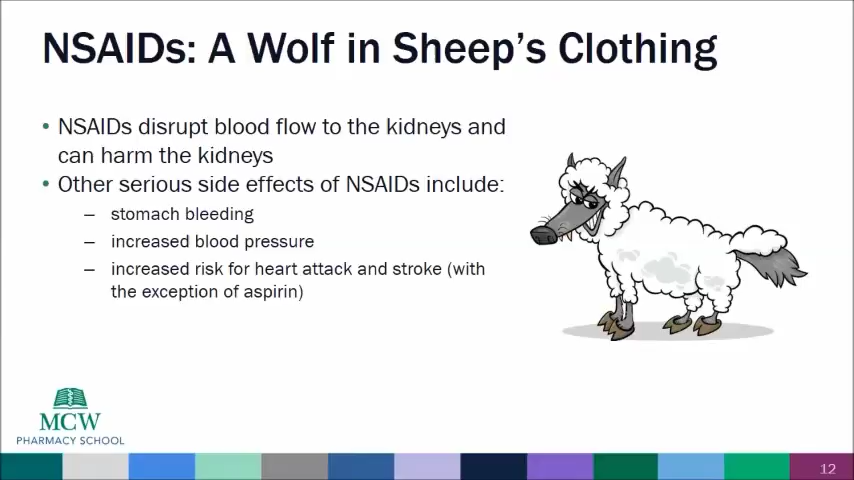 NSAIDs: A Wolf in Sheep's Clothing
• NSAIDs disrupt blood flow to the kidneys and
can harm the kidneys
• Other serious side effects of NSAIDs include:
– stomach bleeding
– increased blood pressure
– increased risk for heart attack and stroke (with
the exception of aspirin)
MCW
PHARMACY SCHOOL
12